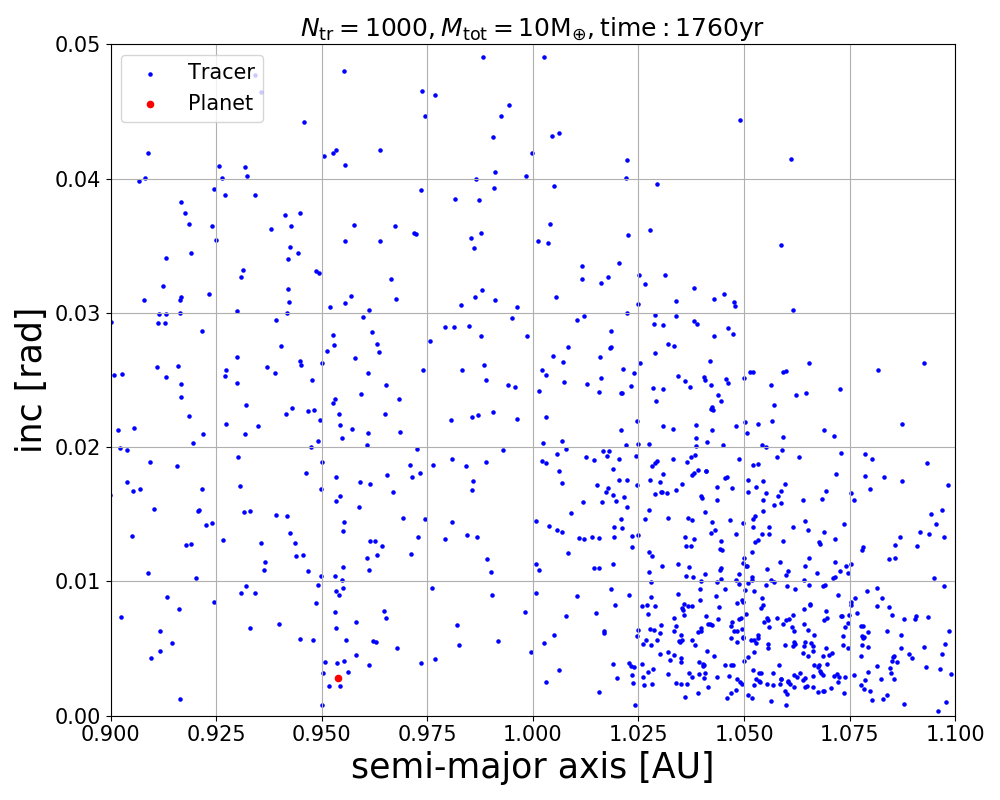 N_tr = 1000, M_tot = 10M_⊕, time : 1760yr
Tracer
Planet
inc [rad]
0.05
0.04
0.03
0.02
0.01
0.00
0.900 0.925 0.950 0.975 1.000 1.025 1.050 1.075 1.100
semi-major axis [AU]